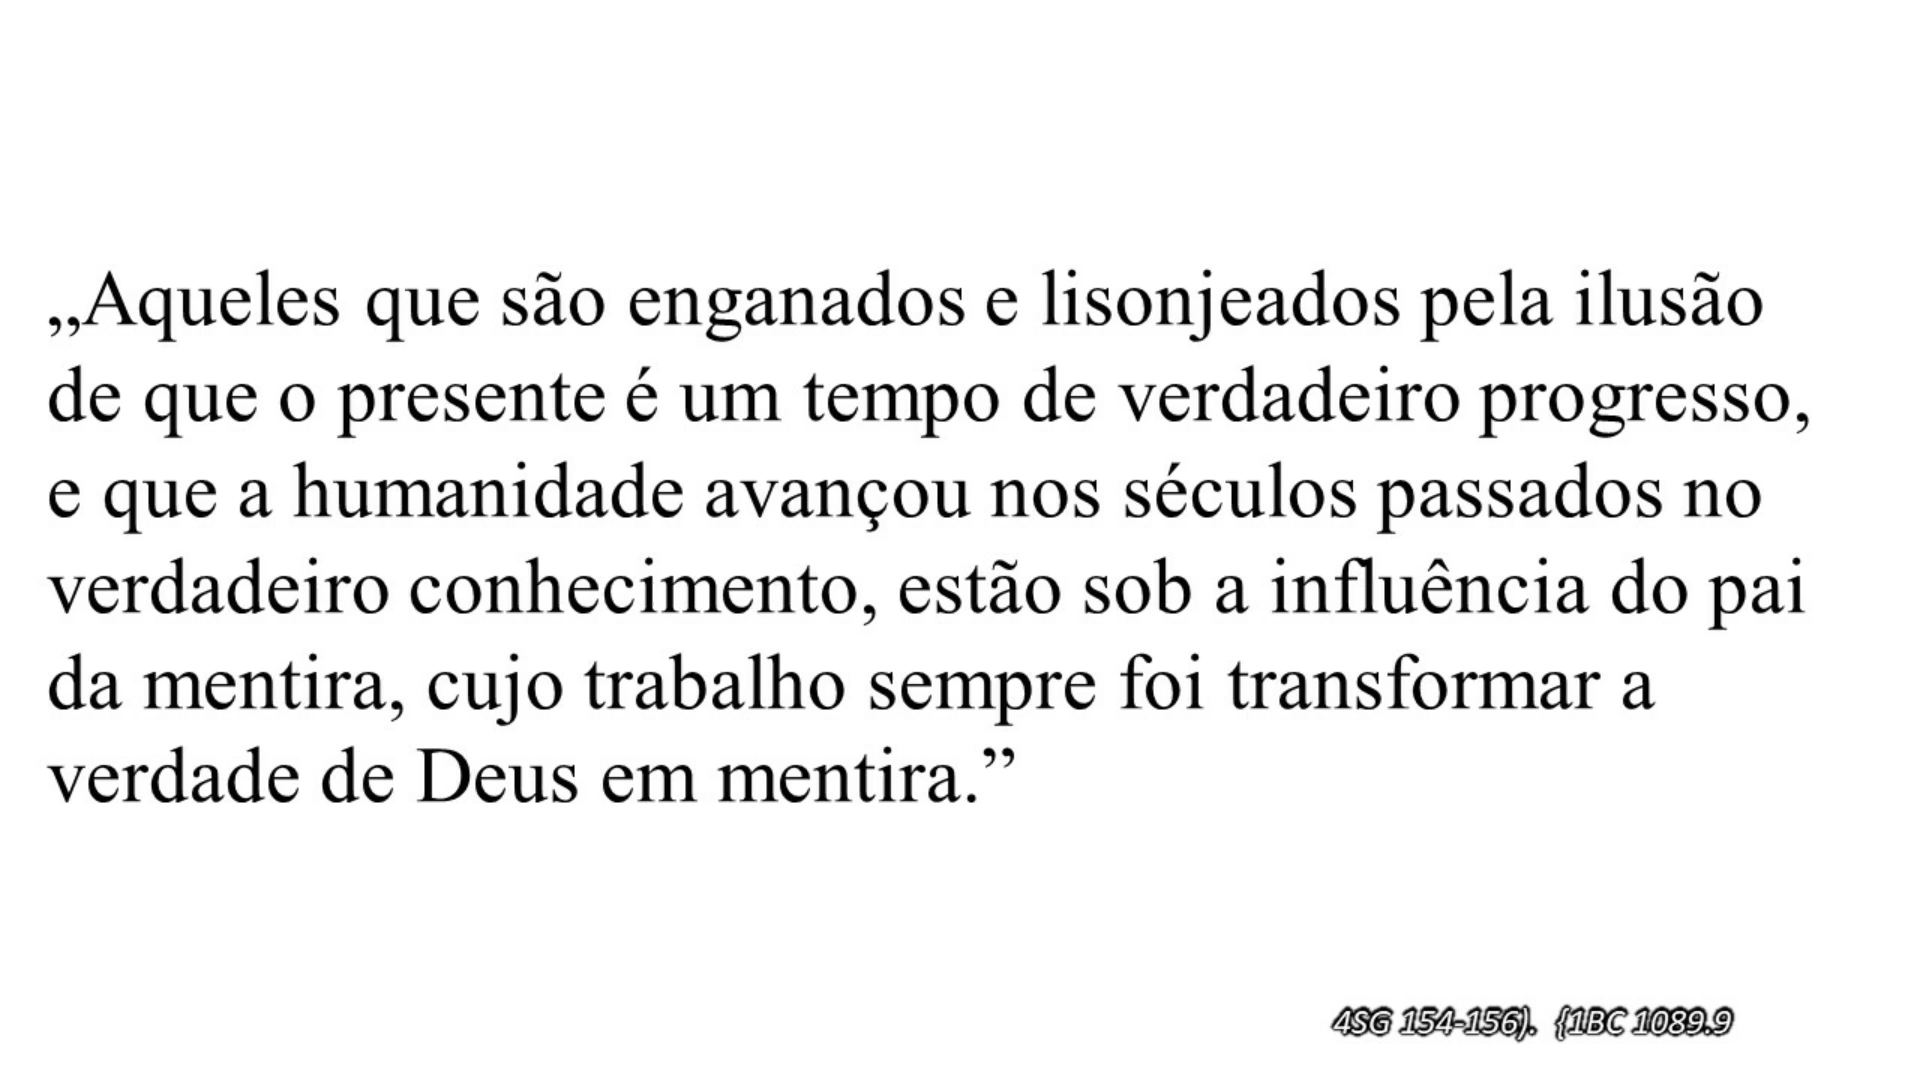 „Aqueles que são enganados e lisonjeados pela ilusão
de que o presente é um tempo de verdadeiro progresso,
e que a humanidade avançou nos séculos passados no
verdadeiro conhecimento, estão sob a influência do pai
da mentira, cujo trabalho sempre foi transformar a
verdade de Deus em mentira.”
4SG 154-156). {1BC 1089.9